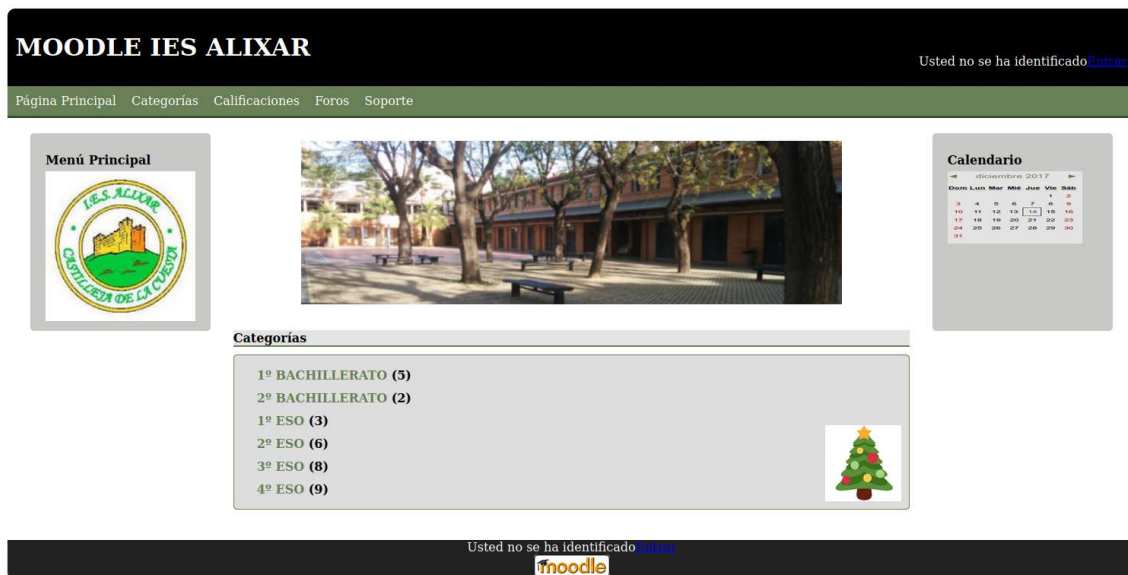 MOODLE IES ALIXAR
Usted no se ha identificadoEntrar
Página Principal Categorías Calificaciones Foros Soporte
Menú Principal
I.E.S. ALIXAR
CASTILLEJA DE LA CUESTA
Calendario
◄ diciembre 2017 ►
Dom Lun Mar Mié Jue Vie Sáb
1 2
3 4 5 6 7 8 9
10 11 12 13 14 15 16
17 18 19 20 21 22 23
24 25 26 27 28 29 30
31
Categorías
1º BACHILLERATO (5)
2º BACHILLERATO (2)
1º ESO (3)
2º ESO (6)
3º ESO (8)
4º ESO (9)
Usted no se ha identificadoEntrar
moodle